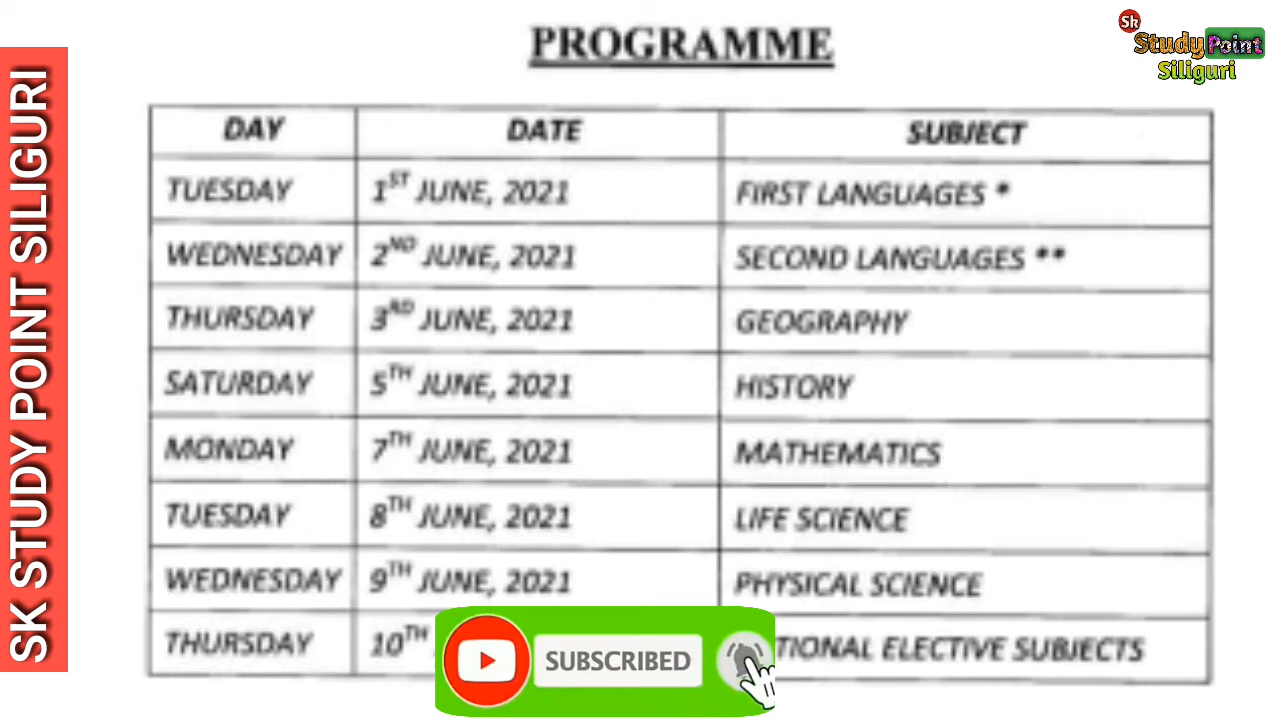 PROGRAMME
Sk
Study Point
Siliguri
SK STUDY POINT SILIGURI
DAY DATE SUBJECT
TUESDAY 1ST JUNE, 2021 FIRST LANGUAGES *
WEDNESDAY 2ND JUNE, 2021 SECOND LANGUAGES **
THURSDAY 3RD JUNE, 2021 GEOGRAPHY
SATURDAY 5TH JUNE, 2021 HISTORY
MONDAY 7TH JUNE, 2021 MATHEMATICS
TUESDAY 8TH JUNE, 2021 LIFE SCIENCE
WEDNESDAY 9TH JUNE, 2021 PHYSICAL SCIENCE
THURSDAY 10TH TIONAL ELECTIVE SUBJECTS
SUBSCRIBED